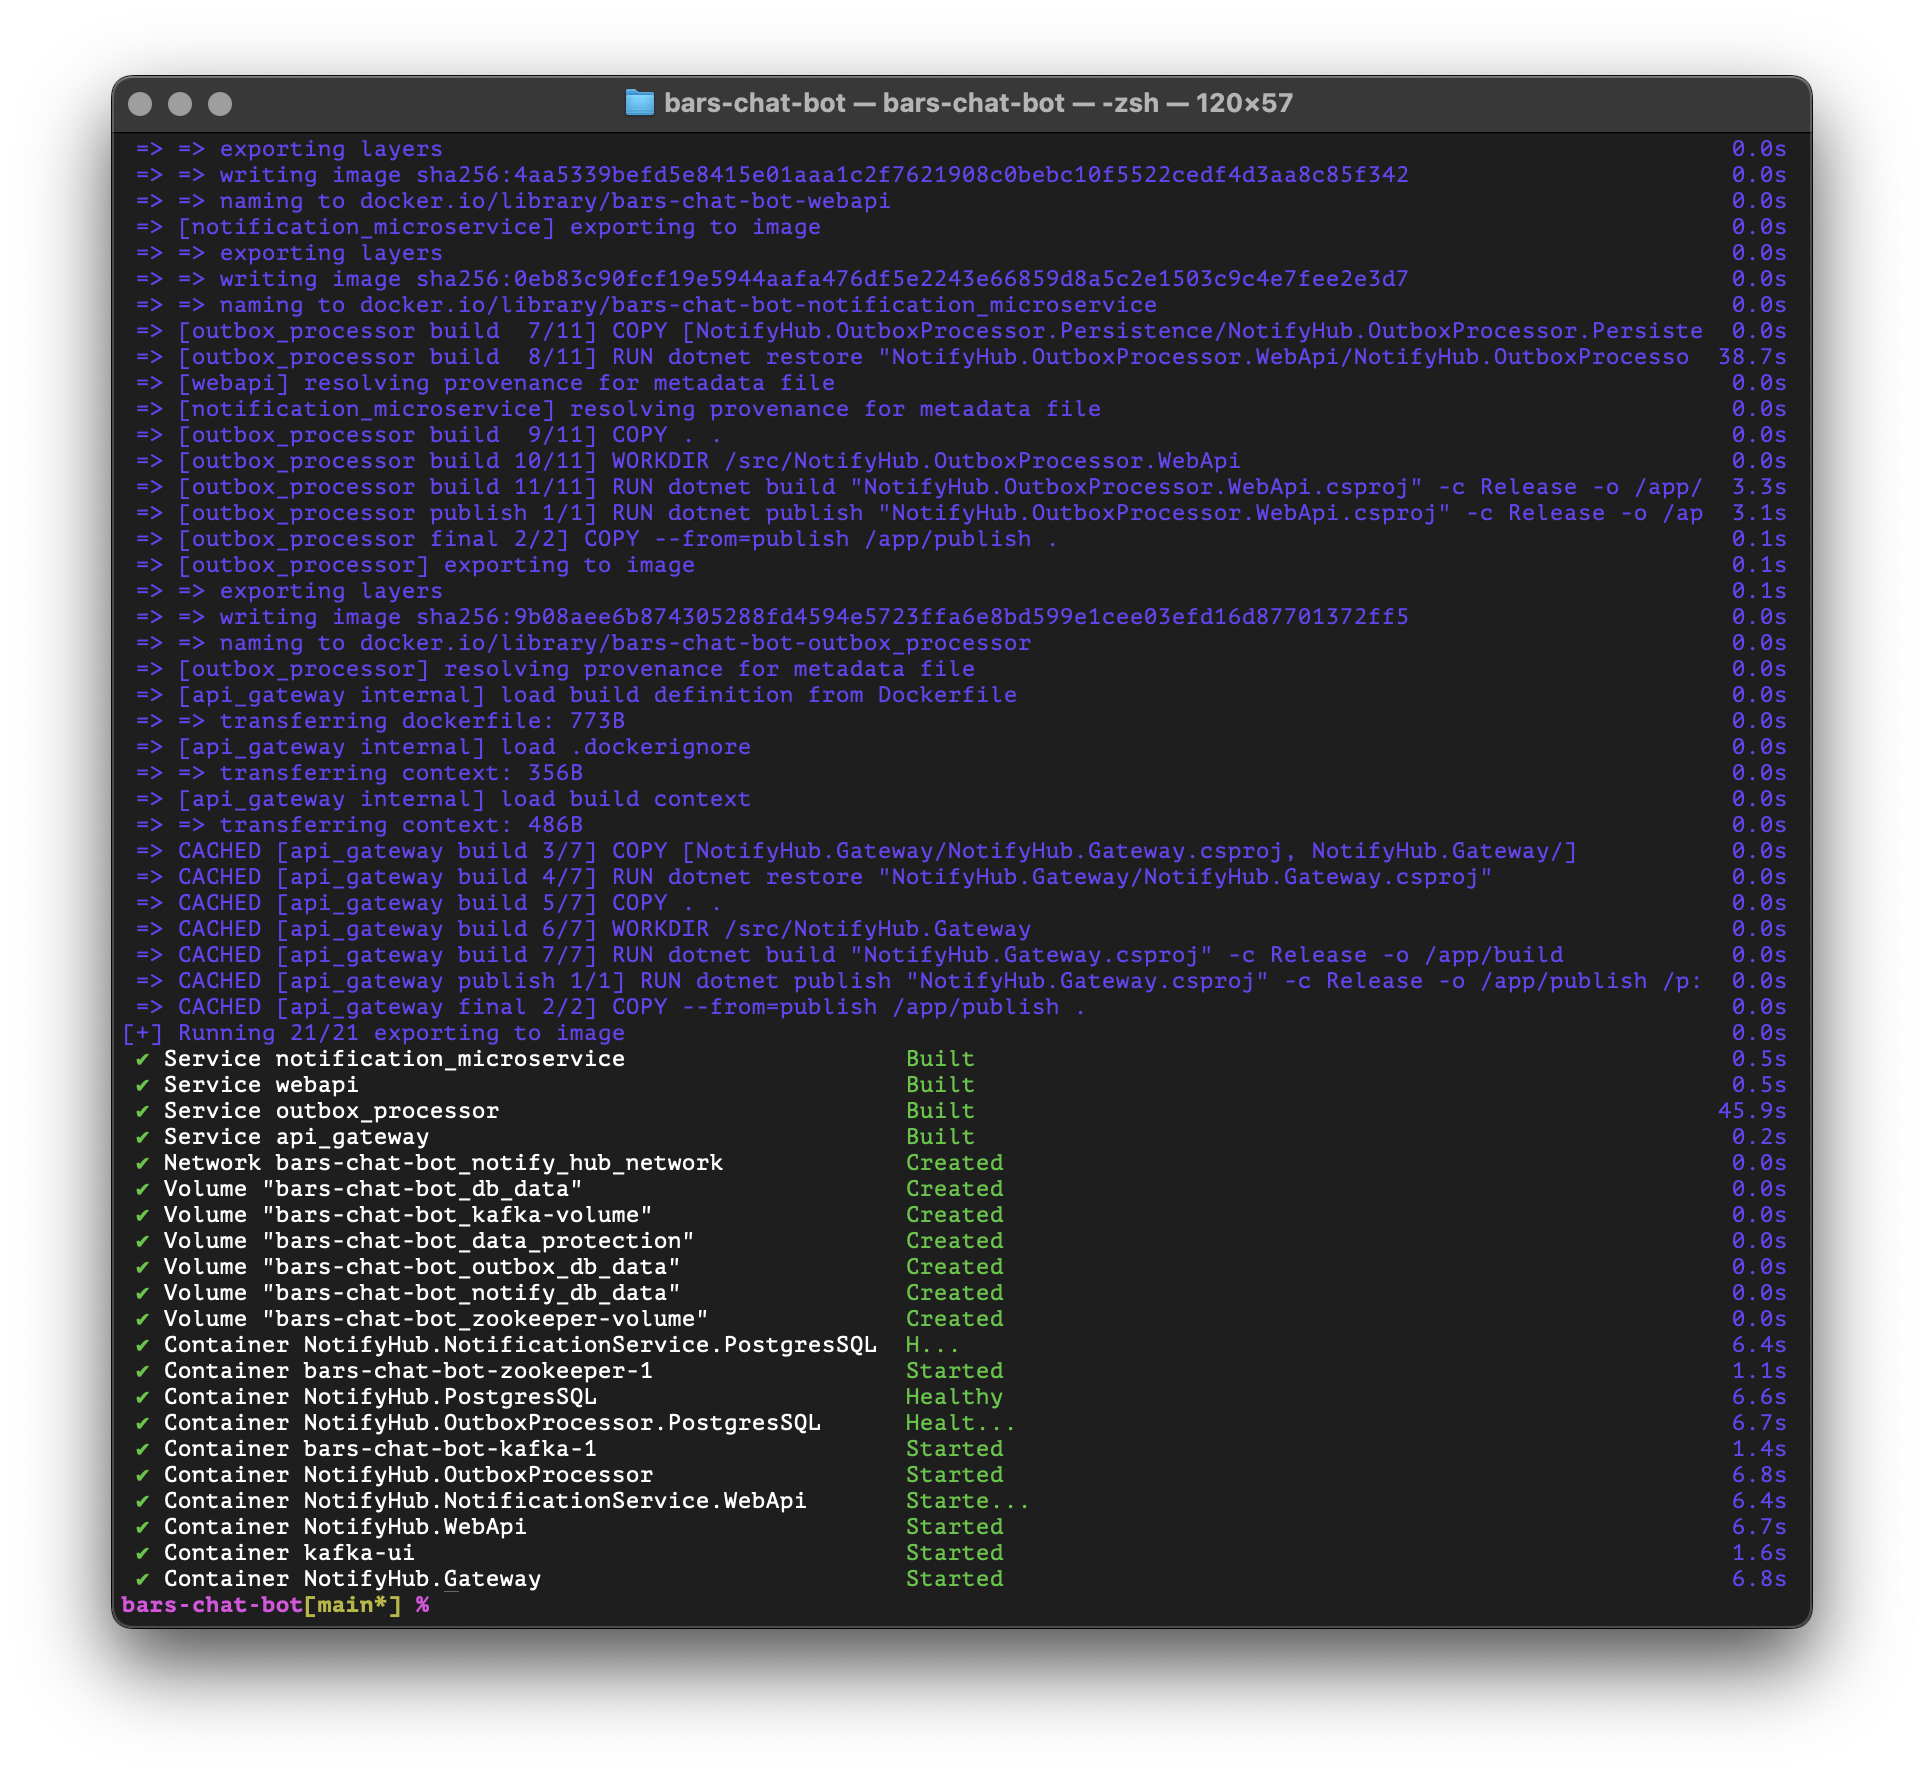 bars-chat-bot — bars-chat-bot — -zsh — 120×57
=> => exporting layers 0.0s
=> => writing image sha256:4aa5339befd5e8415e01aaa1c2f7621908c0bebc10f5522cedf4d3aa8c85f342 0.0s
=> => naming to docker.io/library/bars-chat-bot-webapi 0.0s
=> [notification_microservice] exporting to image 0.0s
=> => exporting layers 0.0s
=> => writing image sha256:0eb83c90fcf19e5944aafa476df5e2243e66859d8a5c2e1503c9c4e7fee2e3d7 0.0s
=> => naming to docker.io/library/bars-chat-bot-notification_microservice 0.0s
=> [outbox_processor build  7/11] COPY [NotifyHub.OutboxProcessor.Persistence/NotifyHub.OutboxProcessor.Persiste 0.0s
=> [outbox_processor build  8/11] RUN dotnet restore "NotifyHub.OutboxProcessor.WebApi/NotifyHub.OutboxProcesso 38.7s
=> [webapi] resolving provenance for metadata file 0.0s
=> [notification_microservice] resolving provenance for metadata file 0.0s
=> [outbox_processor build  9/11] COPY . . 0.0s
=> [outbox_processor build 10/11] WORKDIR /src/NotifyHub.OutboxProcessor.WebApi 0.0s
=> [outbox_processor build 11/11] RUN dotnet build "NotifyHub.OutboxProcessor.WebApi.csproj" -c Release -o /app/ 3.3s
=> [outbox_processor publish 1/1] RUN dotnet publish "NotifyHub.OutboxProcessor.WebApi.csproj" -c Release -o /ap 3.1s
=> [outbox_processor final 2/2] COPY --from=publish /app/publish . 0.1s
=> [outbox_processor] exporting to image 0.1s
=> => exporting layers 0.1s
=> => writing image sha256:9b08aee6b874305288fd4594e5723ffa6e8bd599e1cee03efd16d87701372ff5 0.0s
=> => naming to docker.io/library/bars-chat-bot-outbox_processor 0.0s
=> [outbox_processor] resolving provenance for metadata file 0.0s
=> [api_gateway internal] load build definition from Dockerfile 0.0s
=> => transferring dockerfile: 773B 0.0s
=> [api_gateway internal] load .dockerignore 0.0s
=> => transferring context: 356B 0.0s
=> [api_gateway internal] load build context 0.0s
=> => transferring context: 486B 0.0s
=> CACHED [api_gateway build 3/7] COPY [NotifyHub.Gateway/NotifyHub.Gateway.csproj, NotifyHub.Gateway/] 0.0s
=> CACHED [api_gateway build 4/7] RUN dotnet restore "NotifyHub.Gateway/NotifyHub.Gateway.csproj" 0.0s
=> CACHED [api_gateway build 5/7] COPY . . 0.0s
=> CACHED [api_gateway build 6/7] WORKDIR /src/NotifyHub.Gateway 0.0s
=> CACHED [api_gateway build 7/7] RUN dotnet build "NotifyHub.Gateway.csproj" -c Release -o /app/build 0.0s
=> CACHED [api_gateway publish 1/1] RUN dotnet publish "NotifyHub.Gateway.csproj" -c Release -o /app/publish /p: 0.0s
=> CACHED [api_gateway final 2/2] COPY --from=publish /app/publish . 0.0s
[+] Running 21/21 exporting to image 0.0s
✔ Service notification_microservice Built 0.5s
✔ Service webapi Built 0.5s
✔ Service outbox_processor Built 45.9s
✔ Service api_gateway Built 0.2s
✔ Network bars-chat-bot_notify_hub_network Created 0.0s
✔ Volume "bars-chat-bot_db_data" Created 0.0s
✔ Volume "bars-chat-bot_kafka-volume" Created 0.0s
✔ Volume "bars-chat-bot_data_protection" Created 0.0s
✔ Volume "bars-chat-bot_outbox_db_data" Created 0.0s
✔ Volume "bars-chat-bot_notify_db_data" Created 0.0s
✔ Volume "bars-chat-bot_zookeeper-volume" Created 0.0s
✔ Container NotifyHub.NotificationService.PostgresSQL H... 6.4s
✔ Container bars-chat-bot-zookeeper-1 Started 1.1s
✔ Container NotifyHub.PostgresSQL Healthy 6.6s
✔ Container NotifyHub.OutboxProcessor.PostgresSQL Healt... 6.7s
✔ Container bars-chat-bot-kafka-1 Started 1.4s
✔ Container NotifyHub.OutboxProcessor Started 6.8s
✔ Container NotifyHub.NotificationService.WebApi Starte... 6.4s
✔ Container NotifyHub.WebApi Started 6.7s
✔ Container kafka-ui Started 1.6s
✔ Container NotifyHub.Gateway Started 6.8s
bars-chat-bot[main*] %